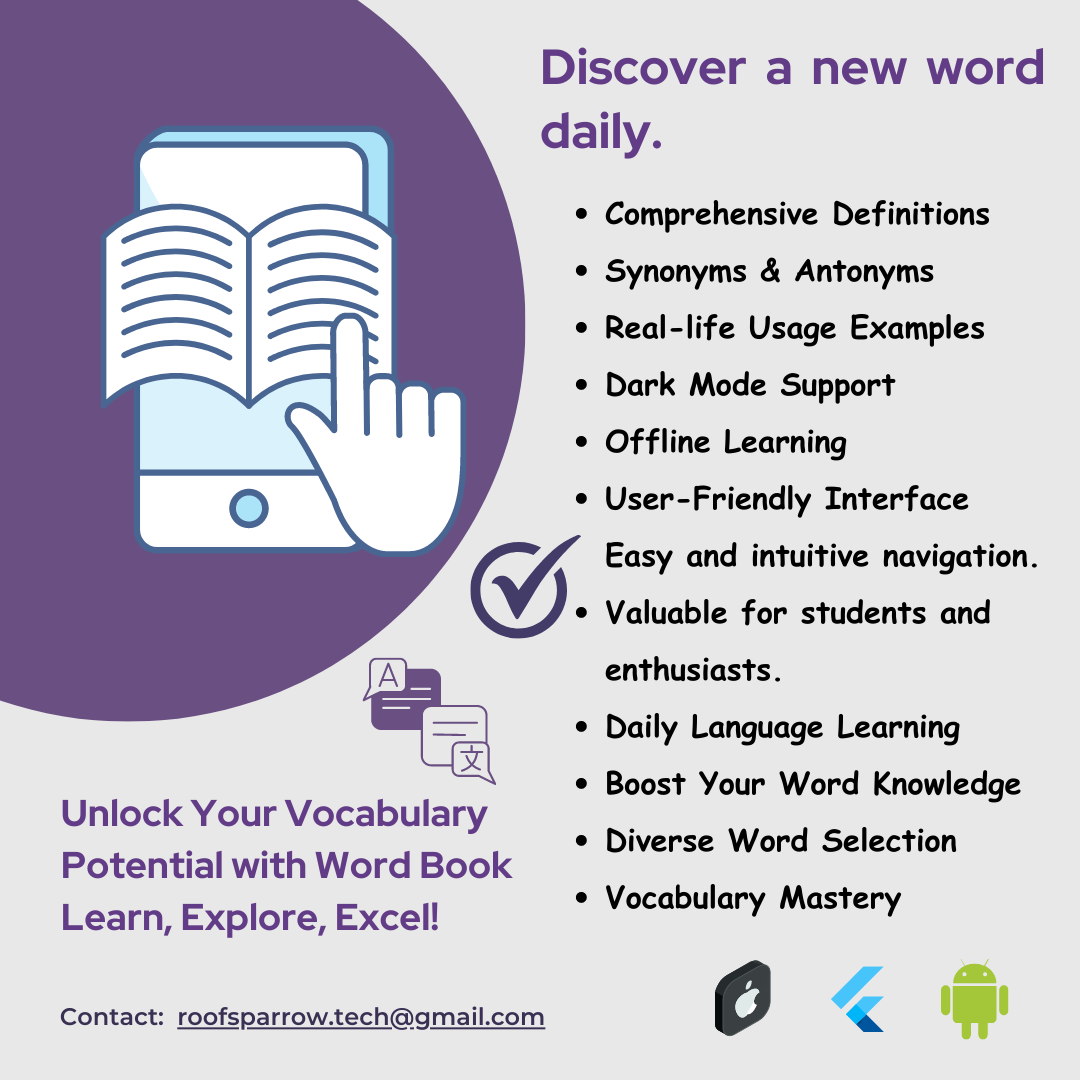 Discover a new word
daily.
• Comprehensive Definitions
• Synonyms & Antonyms
• Real-life Usage Examples
• Dark Mode Support
• Offline Learning
• User-Friendly Interface
Easy and intuitive navigation.
• Valuable for students and
enthusiasts.
• Daily Language Learning
• Boost Your Word Knowledge
• Diverse Word Selection
• Vocabulary Mastery
A
文
Unlock Your Vocabulary
Potential with Word Book
Learn, Explore, Excel!
Contact: roofsparrow.tech@gmail.com